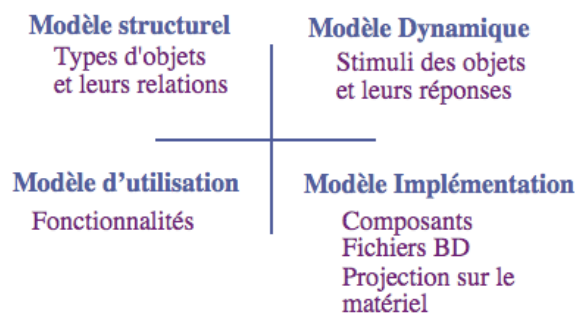 Modèle structurel
Types d'objets
et leurs relations
Modèle Dynamique
Stimuli des objets
et leurs réponses
Modèle d’utilisation
Fonctionnalités
Modèle Implémentation
Composants
Fichiers BD
Projection sur le
matériel